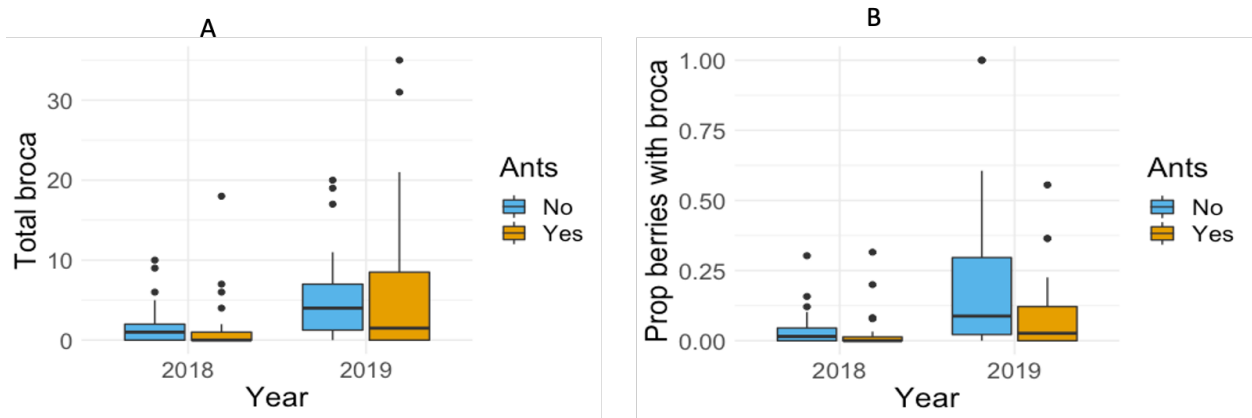 A
Total broca
30
20
10
0
2018 2019
Year
Ants
No
Yes
B
Prop berries with broca
1.00
0.75
0.50
0.25
0.00
2018 2019
Year
Ants
No
Yes